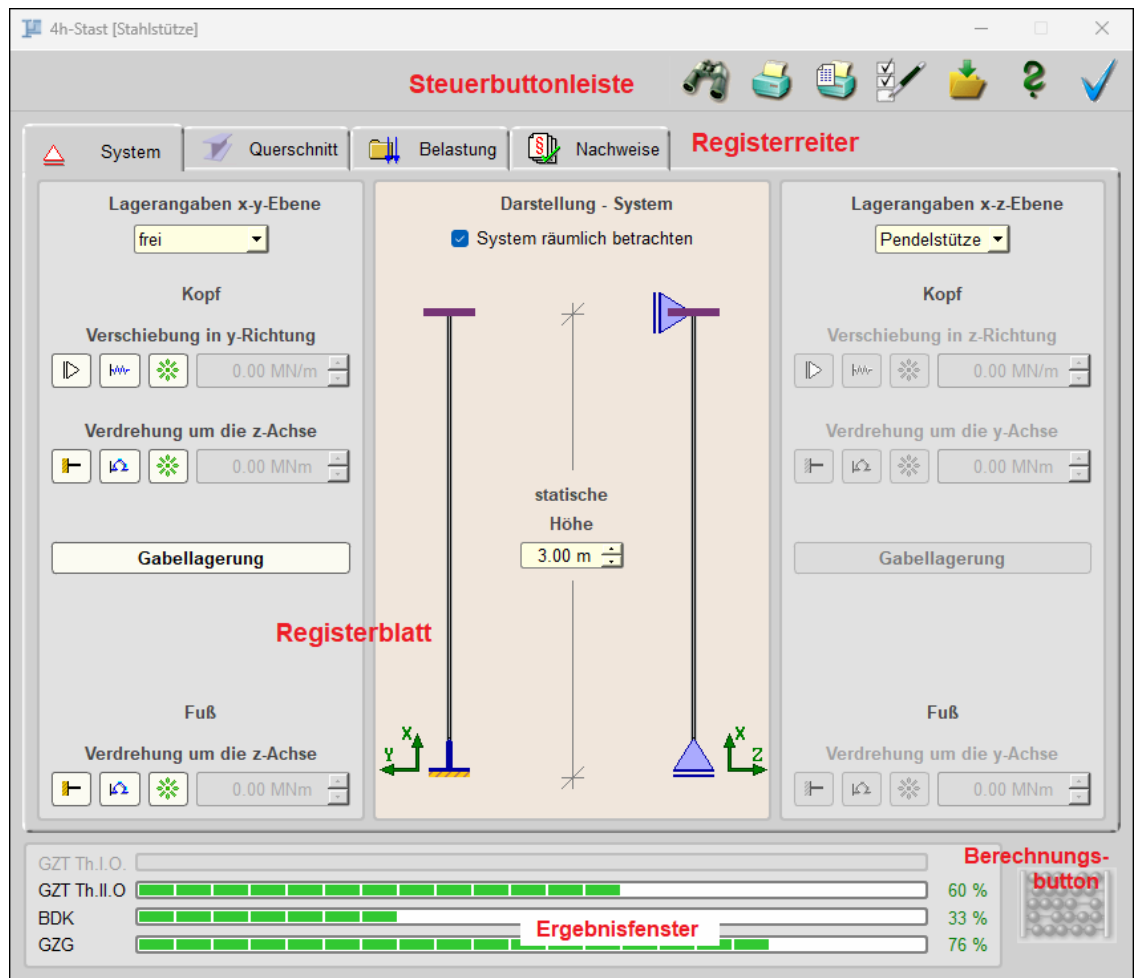 4h-Stast [Stahlstütze]
Steuerbuttonleiste
System
Querschnitt
Belastung
Nachweise
Registerreiter
Lagerangaben x-y-Ebene
frei
Kopf
Verschiebung in y-Richtung
0.00 MN/m
Verdrehung um die z-Achse
0.00 MNm
Gabellagerung
Registerblatt
Fuß
Verdrehung um die z-Achse
0.00 MNm
Darstellung - System
System räumlich betrachten
statische
Höhe
3.00 m
X
Y
X
Z
Lagerangaben x-z-Ebene
Pendelstütze
Kopf
Verschiebung in z-Richtung
0.00 MN/m
Verdrehung um die y-Achse
0.00 MNm
Gabellagerung
Fuß
Verdrehung um die y-Achse
0.00 MNm
GZT Th.I.O.
GZT Th.II.O 60 %
BDK 33 %
GZG 76 %
Ergebnisfenster
Berechnungs-
button